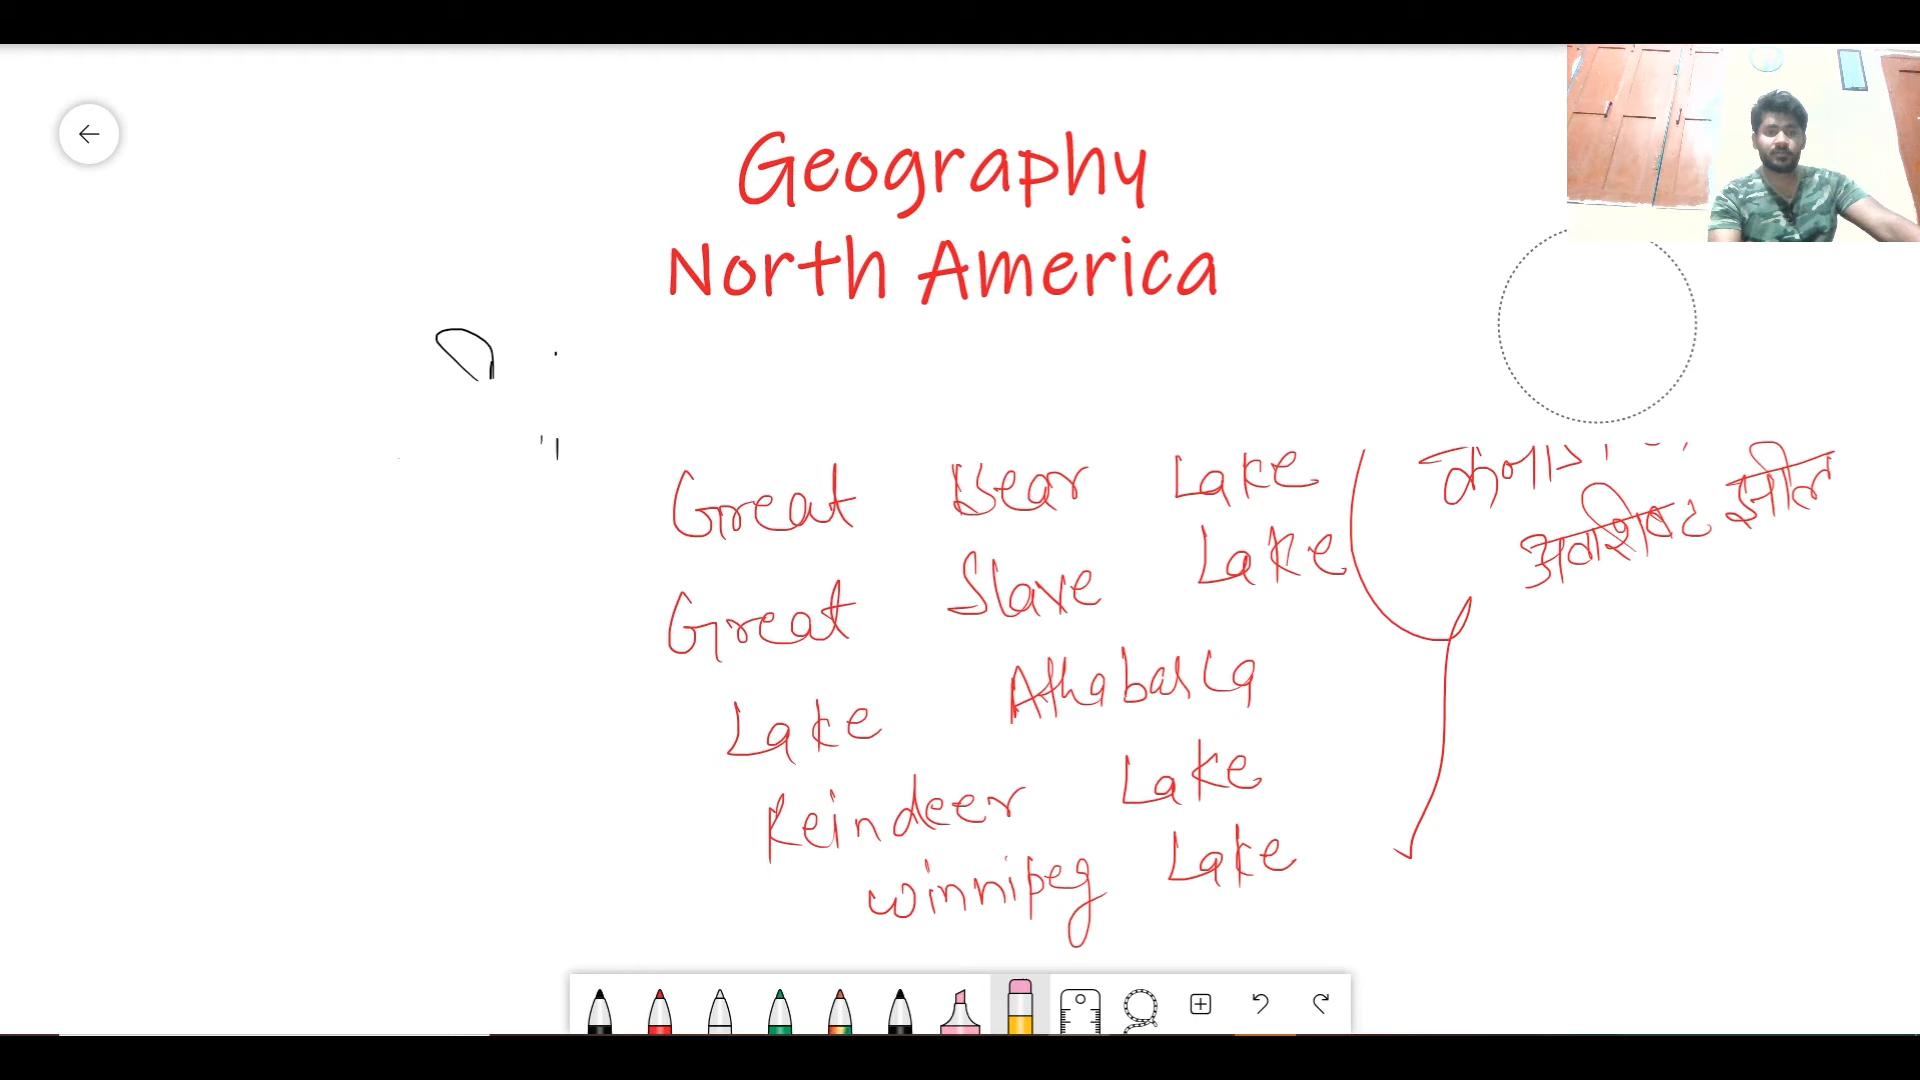 Geography
North America
Great Bear Lake
Great Slave Lake
Lake Athabasca
Reindeer Lake
Winnipeg Lake
अवशिष्ट झील